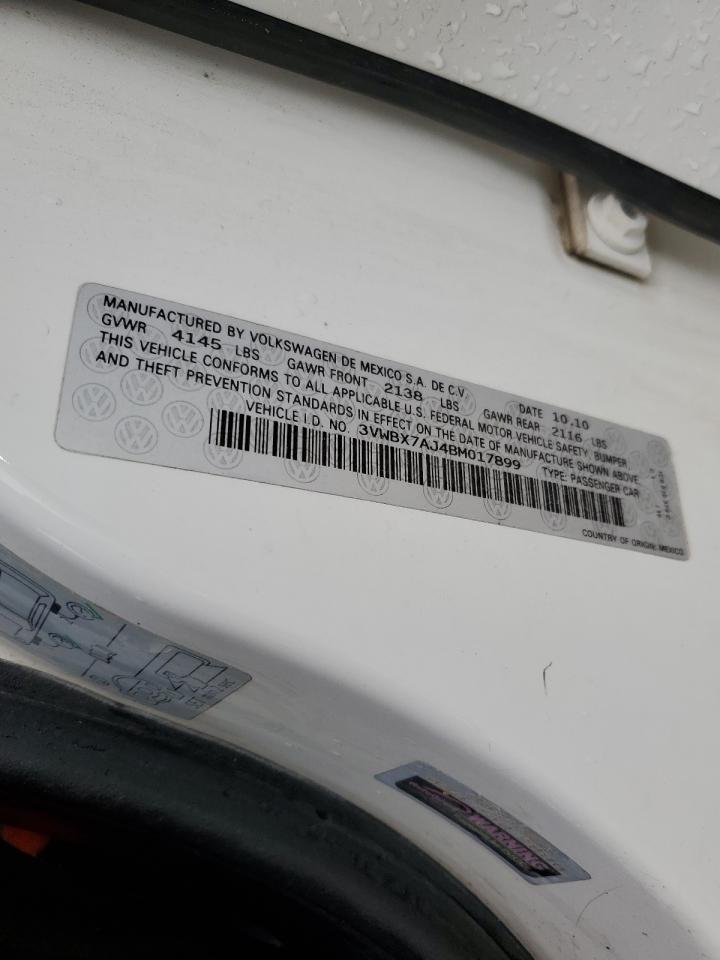 MANUFACTURED BY VOLKSWAGEN DE MEXICO S.A. DE C.V. DATE 10.10
GVWR 4145 LBS GAWR FRONT 2138 LBS GAWR REAR 2116 LBS
THIS VEHICLE CONFORMS TO ALL APPLICABLE U.S. FEDERAL MOTOR VEHICLE SAFETY, BUMPER
AND THEFT PREVENTION STANDARDS IN EFFECT ON THE DATE OF MANUFACTURE SHOWN ABOVE.
VEHICLE I.D. NO. 3VWBX7AJ4BM017899 TYPE: PASSENGER CAR
COUNTRY OF ORIGIN: MEXICO
WARNING